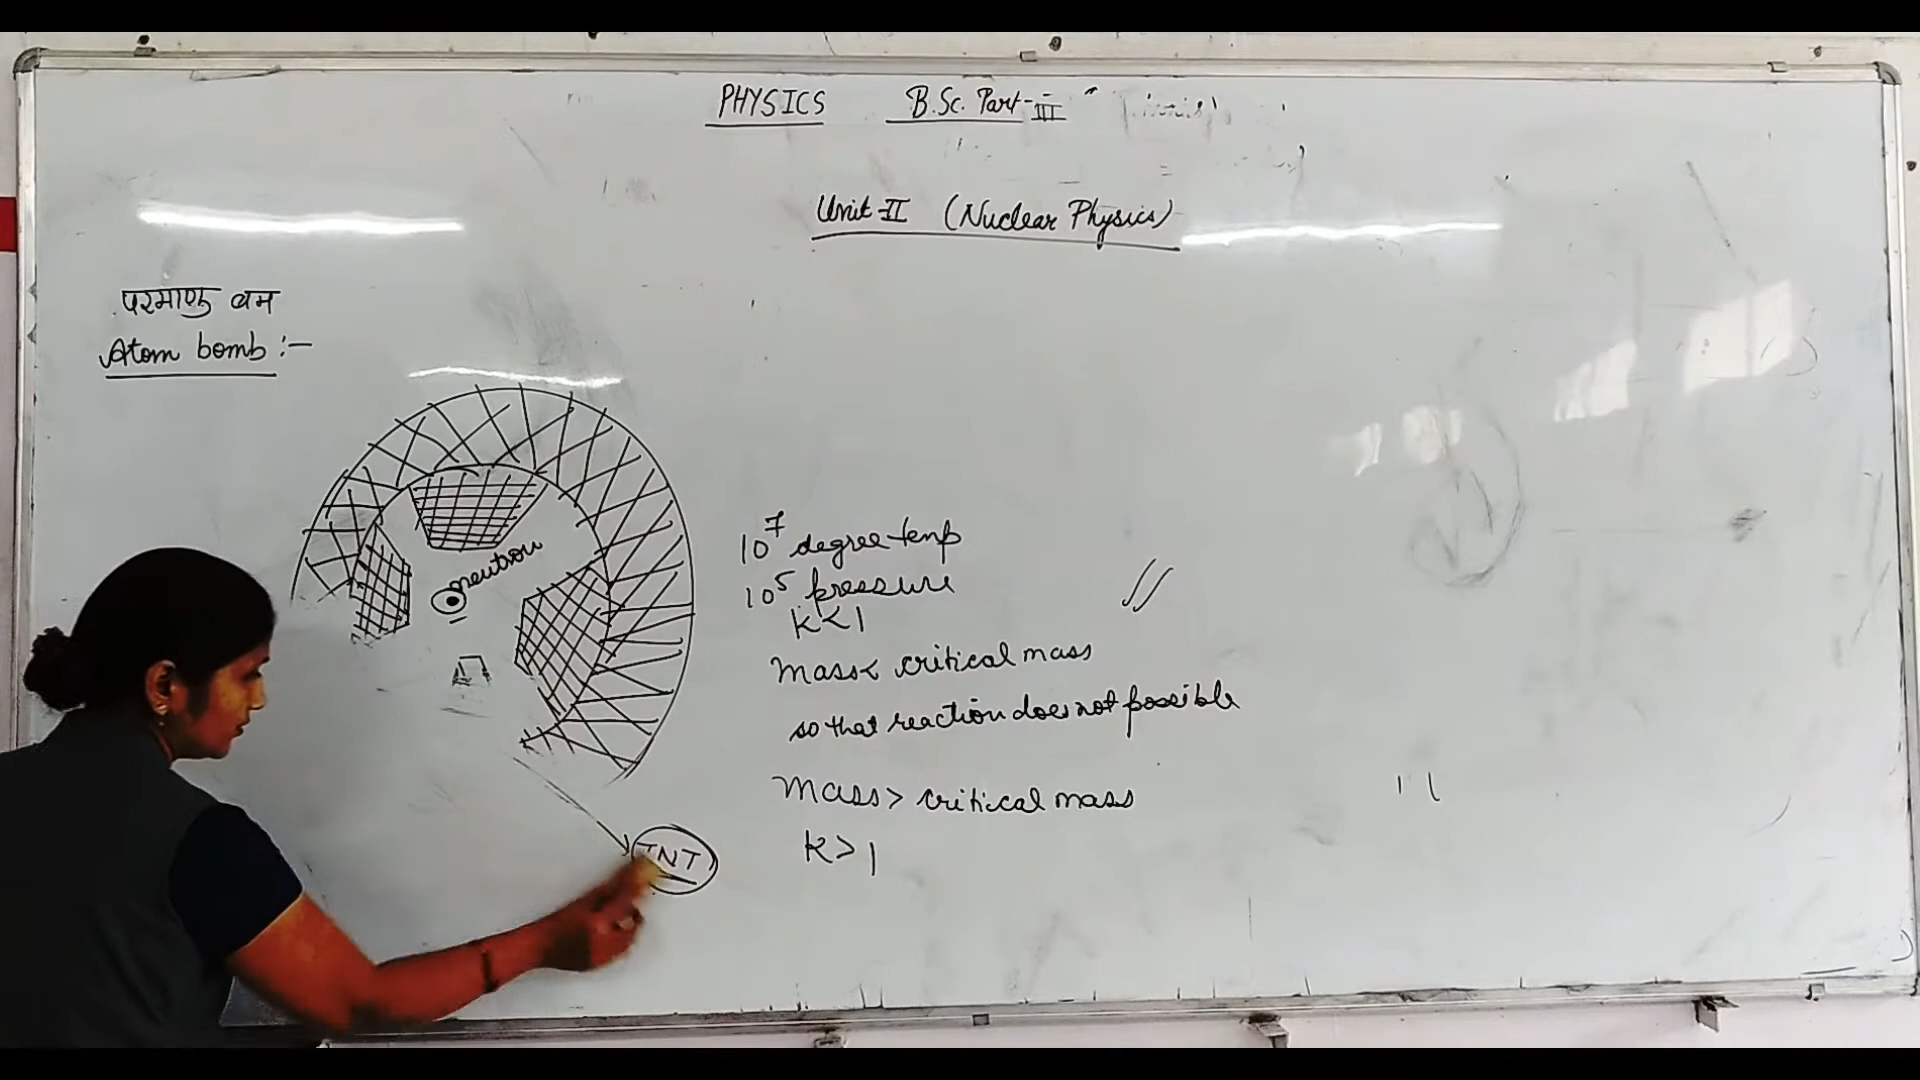 PHYSICS B.Sc. Part-III
Unit-II (Nuclear Physics)
परमाणु बम
Atom bomb :-
neutron
10⁷ degree temp
10⁵ pressure
k<1
mass< critical mass
so that reaction does not possible
mass> critical mass
k>1
TNT